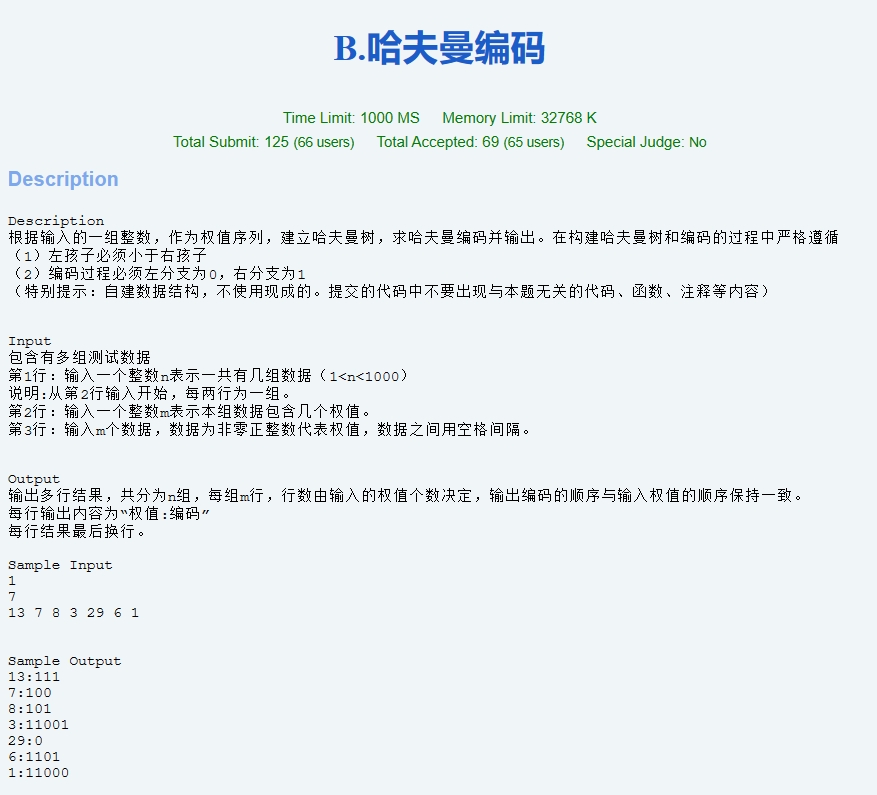 B.哈夫曼编码
Time Limit: 1000 MS Memory Limit: 32768 K
Total Submit: 125 (66 users) Total Accepted: 69 (65 users) Special Judge: No
Description
Description
根据输入的一组整数，作为权值序列，建立哈夫曼树，求哈夫曼编码并输出。在构建哈夫曼树和编码的过程中严格遵循
（1）左孩子必须小于右孩子
（2）编码过程必须左分支为0，右分支为1
（特别提示：自建数据结构，不使用现成的。提交的代码中不要出现与本题无关的代码、函数、注释等内容）
Input
包含有多组测试数据
第1行：输入一个整数n表示一共有几组数据（1<n<1000）
说明:从第2行输入开始，每两行为一组。
第2行：输入一个整数m表示本组数据包含几个权值。
第3行：输入m个数据，数据为非零正整数代表权值，数据之间用空格间隔。
Output
输出多行结果，共分为n组，每组m行，行数由输入的权值个数决定，输出编码的顺序与输入权值的顺序保持一致。
每行输出内容为“权值:编码”
每行结果最后换行。
Sample Input
1
7
13 7 8 3 29 6 1
Sample Output
13:111
7:100
8:101
3:11001
29:0
6:1101
1:11000